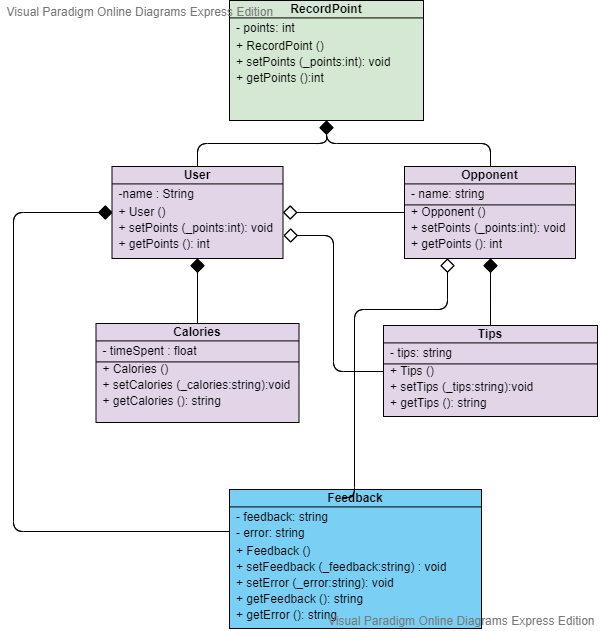 Visual Paradigm Online Diagrams Express Edition
RecordPoint
- points: int
+ RecordPoint ()
+ setPoints (_points:int): void
+ getPoints ():int
User
-name : String
+ User ()
+ setPoints (_points:int): void
+ getPoints (): int
Opponent
- name: string
+ Opponent ()
+ setPoints (_points:int): void
+ getPoints (): int
Calories
- timeSpent : float
+ Calories ()
+ setCalories (_calories:string):void
+ getCalories (): string
Tips
- tips: string
+ Tips ()
+ setTips (_tips:string):void
+ getTips (): string
Feedback
- feedback: string
- error: string
+ Feedback ()
+ setFeedback (_feedback:string) : void
+ setError (_error:string): void
+ getFeedback (): string
+ getError (): string
Visual Paradigm Online Diagrams Express Edition